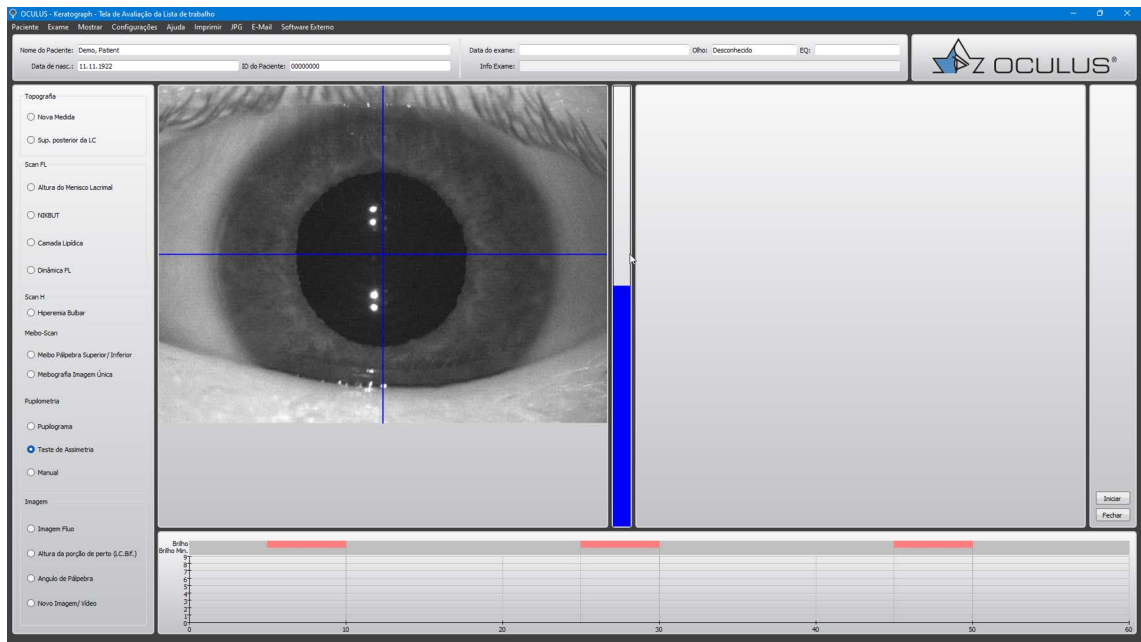 OCULUS - Keratograph - Tela de Avaliação da Lista de trabalho
Paciente Exame Mostrar Configurações Ajuda Imprimir JPG E-Mail Software Externo
Nome do Paciente: Demo, Patient Data do exame: Olho: Desconhecido EQ:
Data de nasc.: 11.11.1922 ID do Paciente: 00000000 Info Exame:
OCULUS®
Topografia
Nova Medida
Sup. posterior da LC
Scan FL
Altura do Menisco Lacrimal
NIKBUT
Camada Lipídica
Dinâmica FL
Scan H
Hiperemia Bulbar
Meibo-Scan
Meibo Pálpebra Superior/ Inferior
Meibografia Imagem Única
Pupilometria
Pupilograma
Teste de Assimetria
Manual
Imagem
Imagem Fluo
Altura da porção de perto (LC.Bif.)
Angulo de Pálpebra
Novo Imagem/ Vídeo
Iniciar
Fechar
Brilho
Brilho Min.
9
8
7
6
5
4
3
2
1
0
0 10 20 30 40 50 60